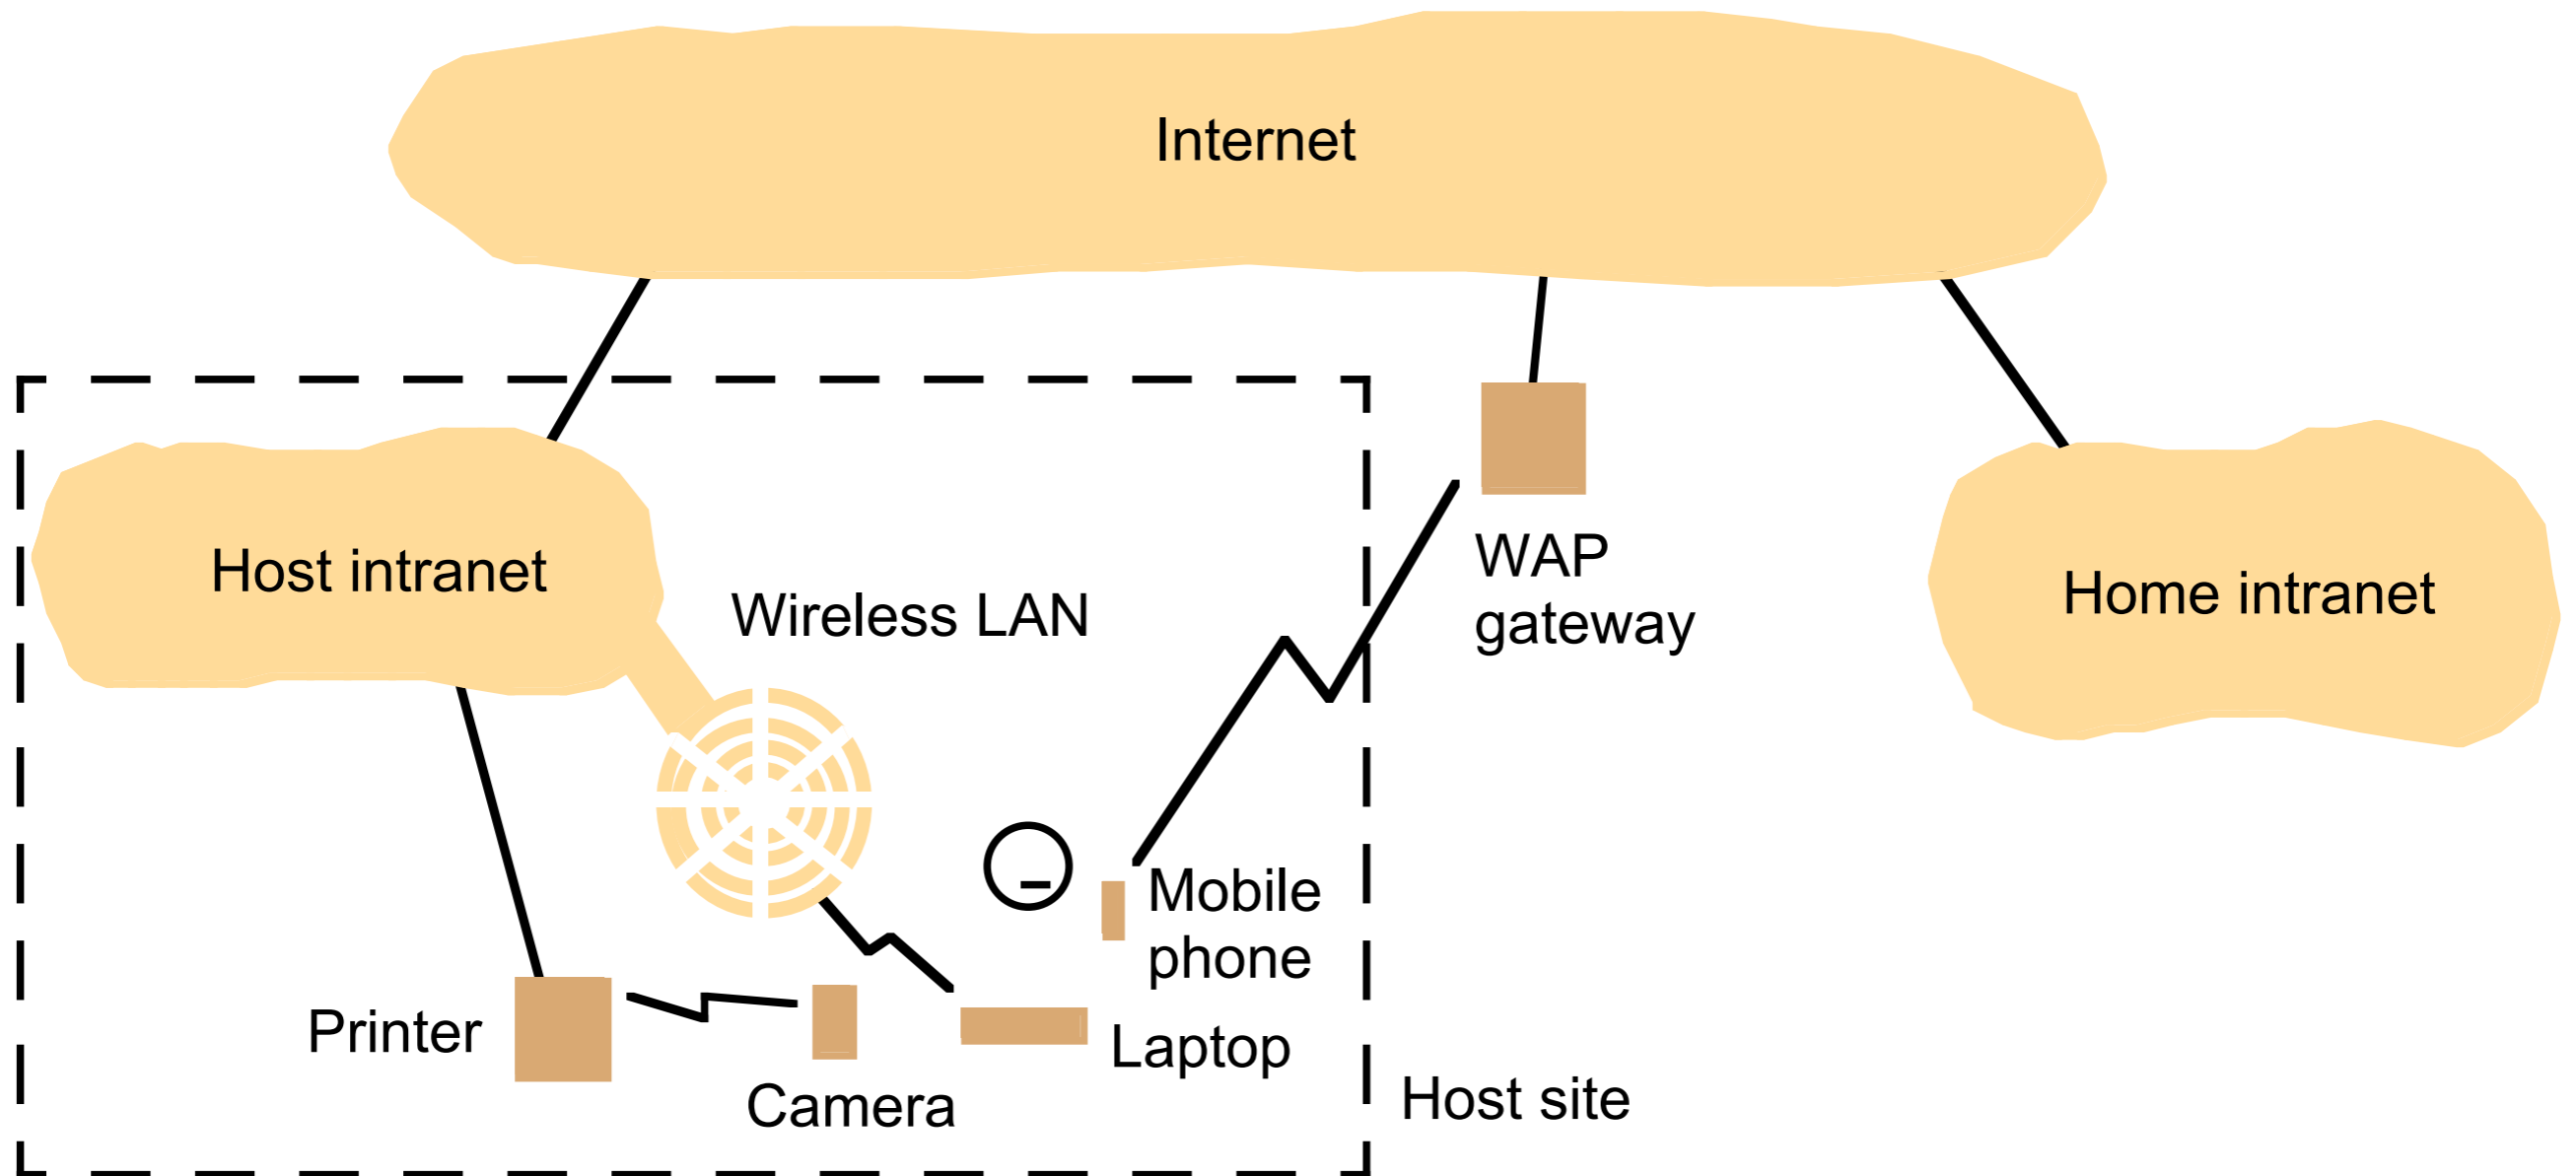 Internet
Host intranet
Wireless LAN
WAP
gateway
Home intranet
Mobile
phone
Printer
Camera
Laptop
Host site